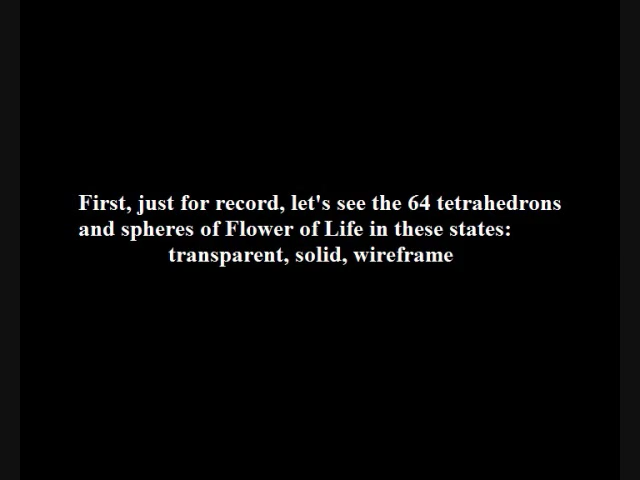 First, just for record, let's see the 64 tetrahedrons
and spheres of Flower of Life in these states:
transparent, solid, wireframe